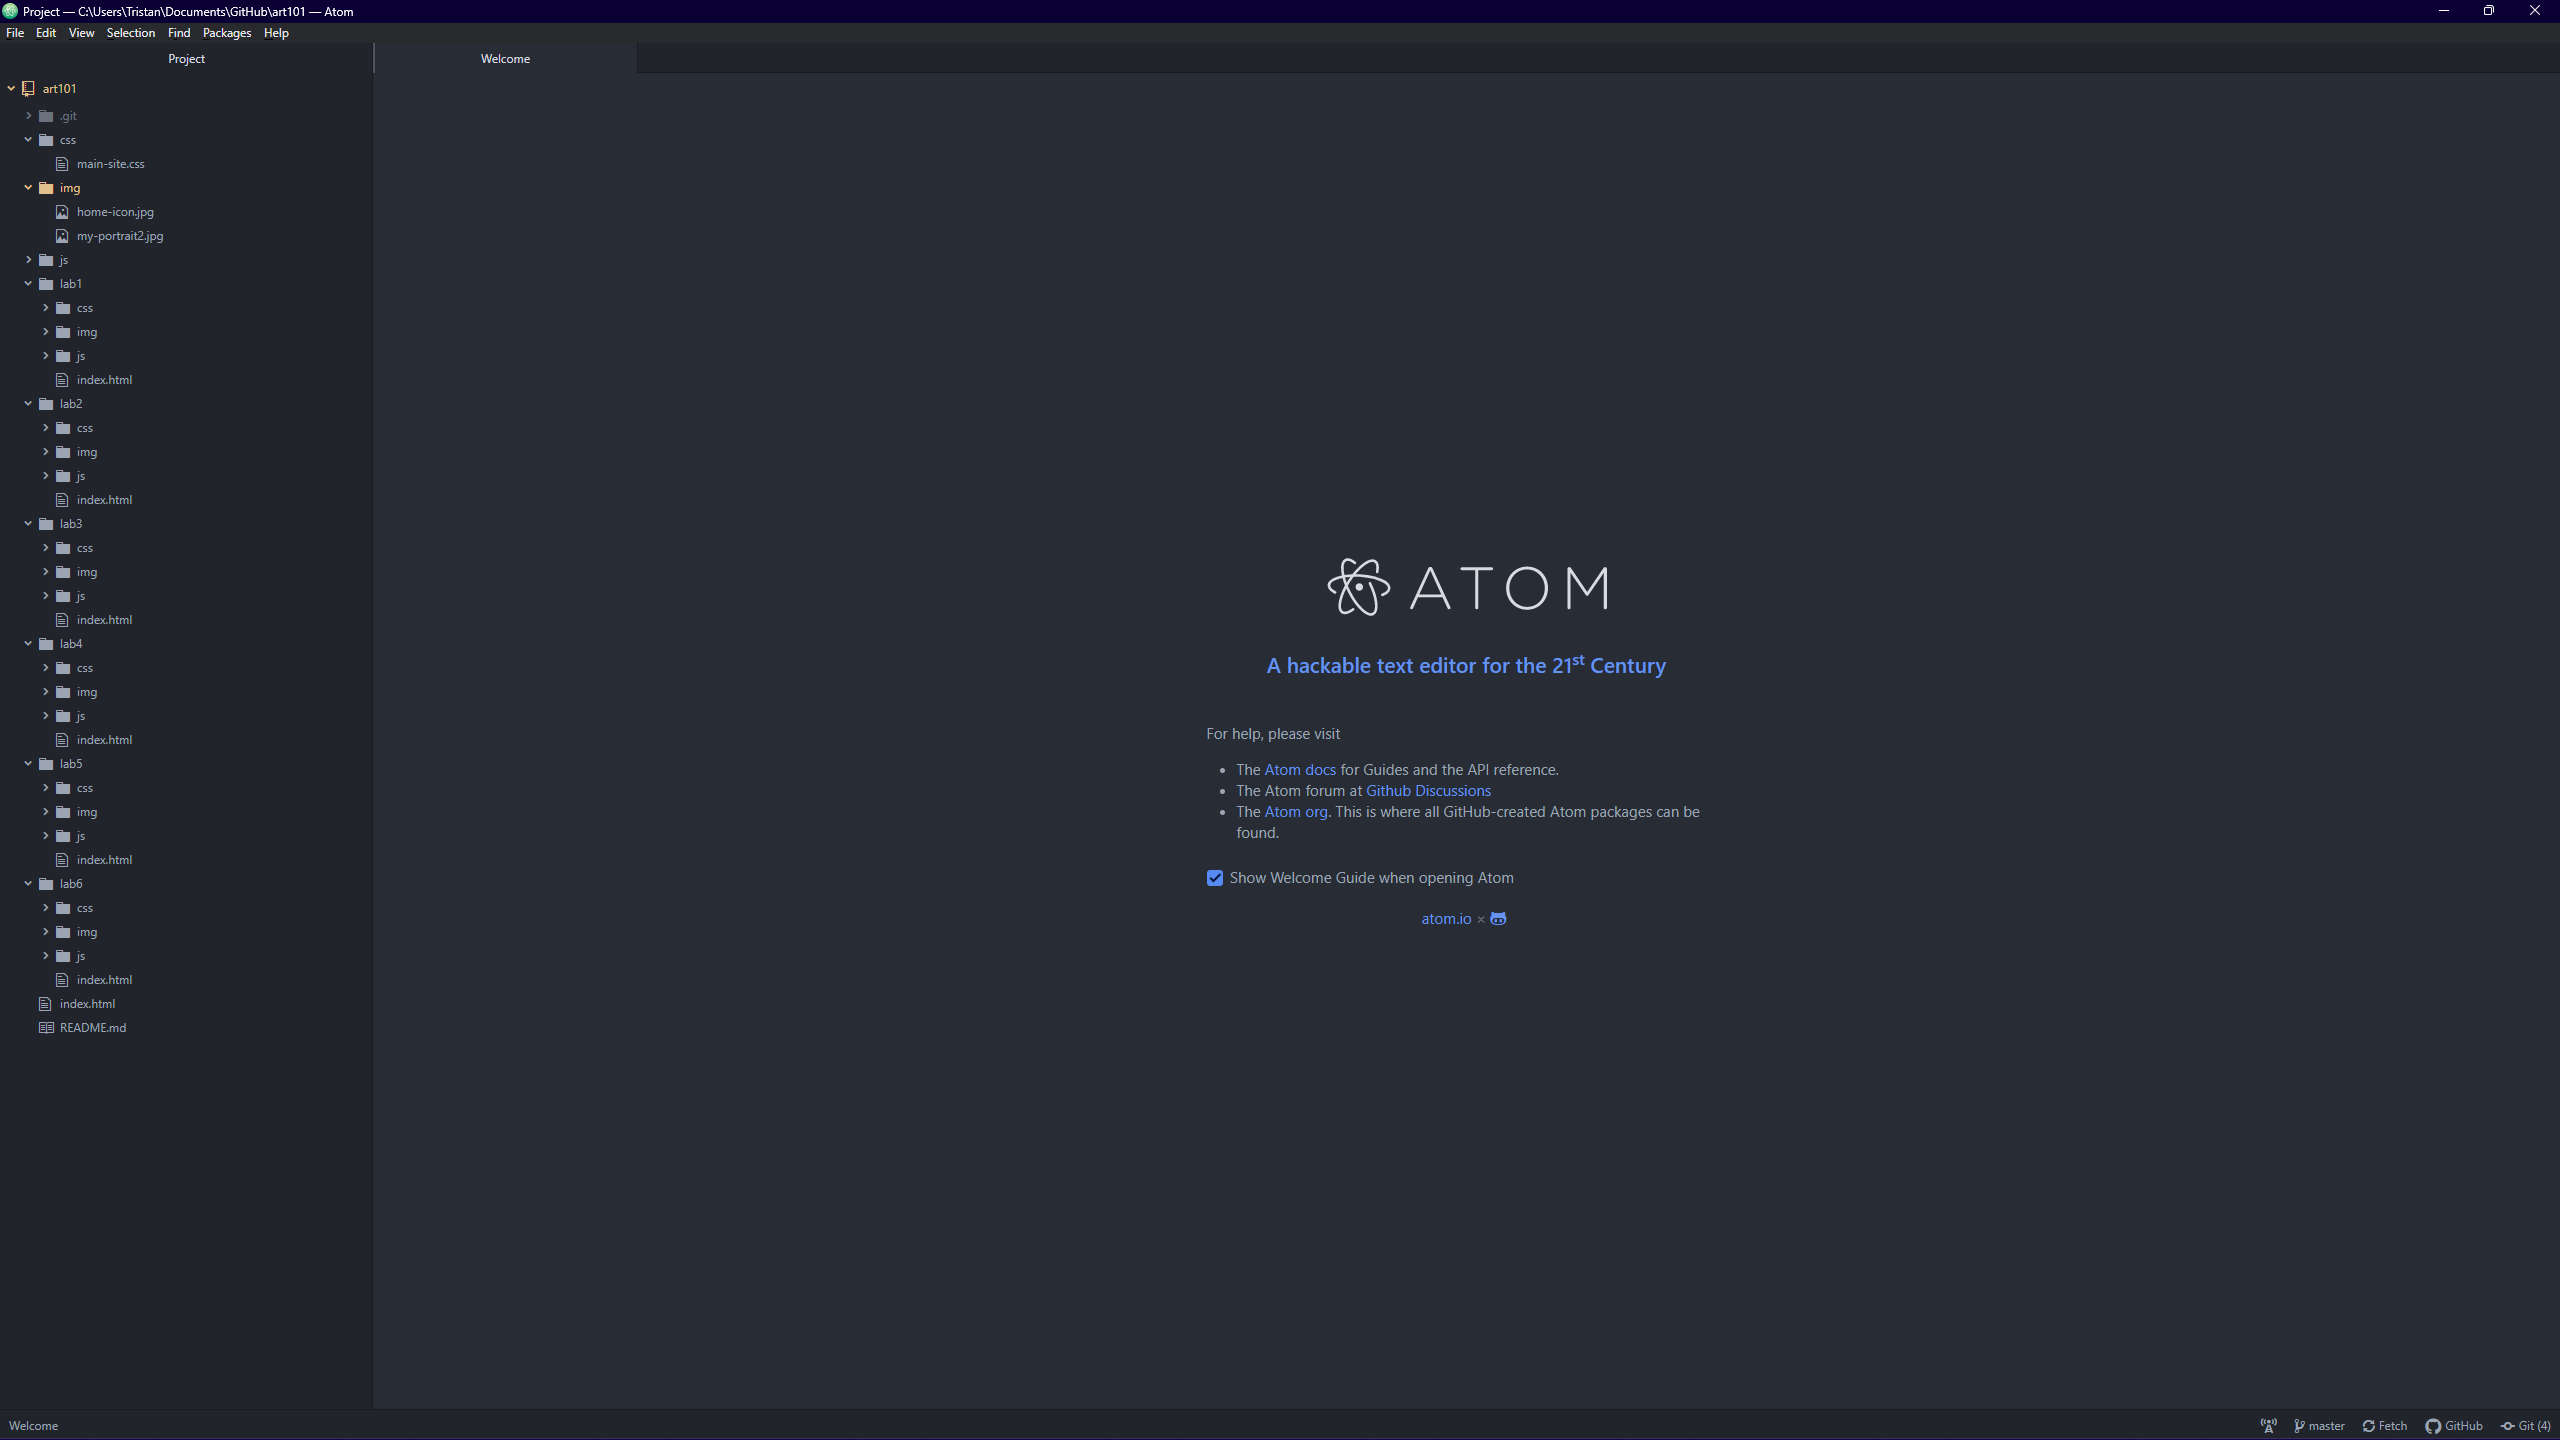 Project — C:\Users\Tristan\Documents\GitHub\art101 — Atom
File Edit View Selection Find Packages Help
Project
Welcome
art101
.git
css
main-site.css
img
home-icon.jpg
my-portrait2.jpg
js
lab1
css
img
js
index.html
lab2
css
img
js
index.html
lab3
css
img
js
index.html
lab4
css
img
js
index.html
lab5
css
img
js
index.html
lab6
css
img
js
index.html
index.html
README.md
ATOM
A hackable text editor for the 21st Century
For help, please visit
• The Atom docs for Guides and the API reference.
• The Atom forum at Github Discussions
• The Atom org. This is where all GitHub-created Atom packages can be
found.
Show Welcome Guide when opening Atom
atom.io ×
Welcome
master Fetch GitHub Git (4)